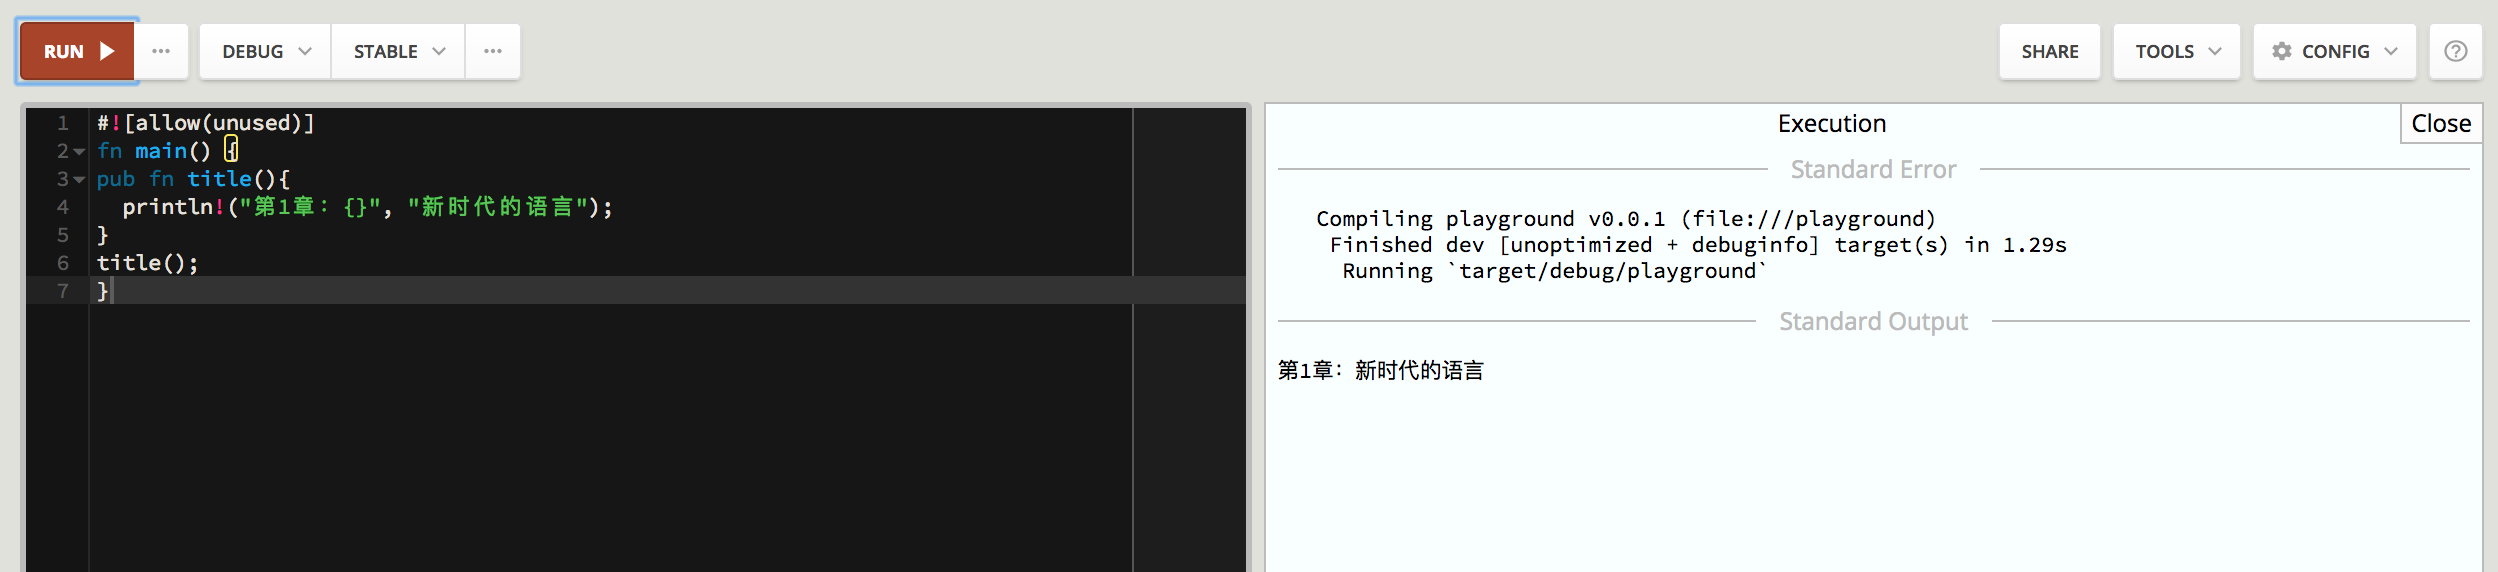 RUN ••• DEBUG STABLE ••• SHARE TOOLS CONFIG ?
1 #![allow(unused)]
2 fn main() {
3 pub fn title(){
4   println!("第1章：{}", "新时代的语言");
5 }
6 title();
7 }
Execution Close
Standard Error
   Compiling playground v0.0.1 (file:///playground)
    Finished dev [unoptimized + debuginfo] target(s) in 1.29s
     Running `target/debug/playground`
Standard Output
第1章：新时代的语言